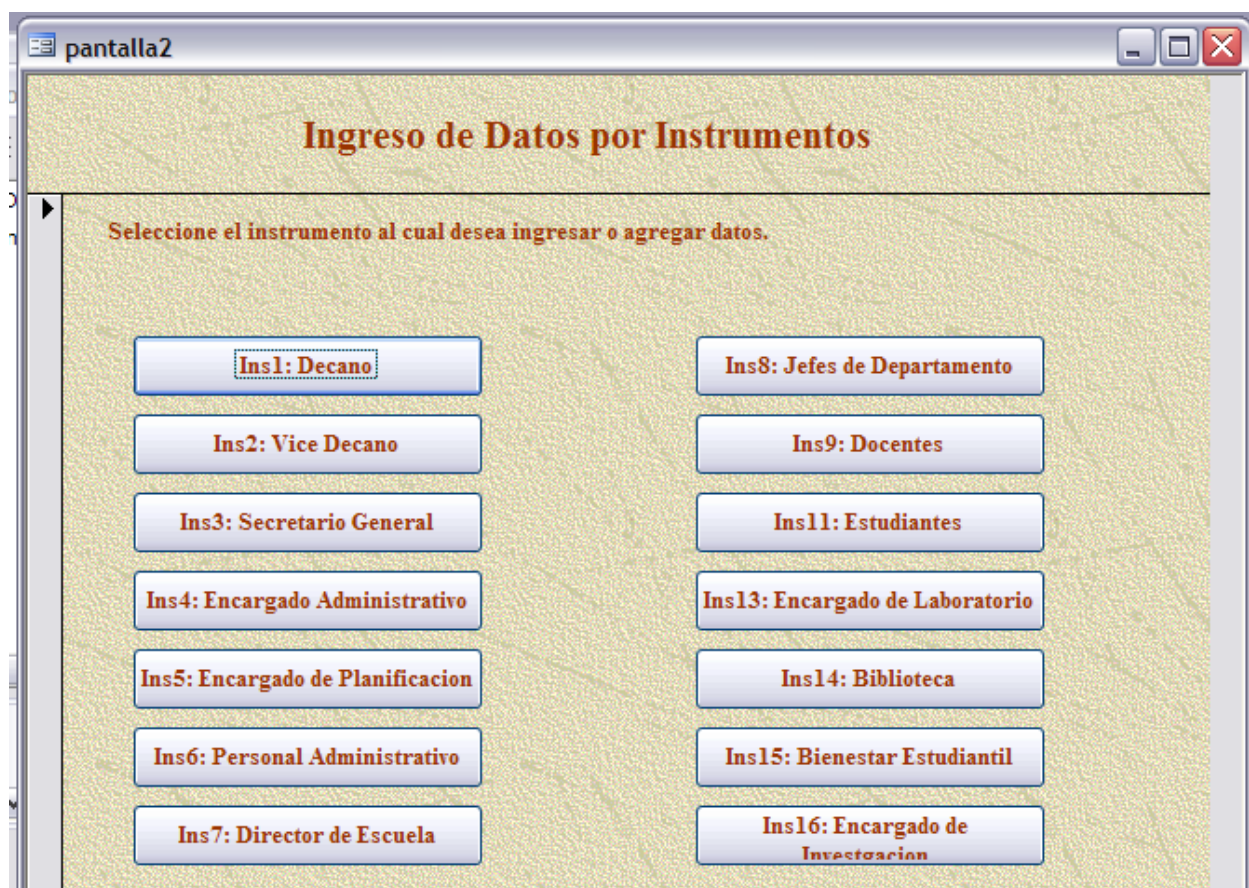 pantalla2
Ingreso de Datos por Instrumentos
Seleccione el instrumento al cual desea ingresar o agregar datos.
Ins1: Decano
Ins2: Vice Decano
Ins3: Secretario General
Ins4: Encargado Administrativo
Ins5: Encargado de Planificacion
Ins6: Personal Administrativo
Ins7: Director de Escuela
Ins8: Jefes de Departamento
Ins9: Docentes
Ins11: Estudiantes
Ins13: Encargado de Laboratorio
Ins14: Biblioteca
Ins15: Bienestar Estudiantil
Ins16: Encargado de
Investgacion